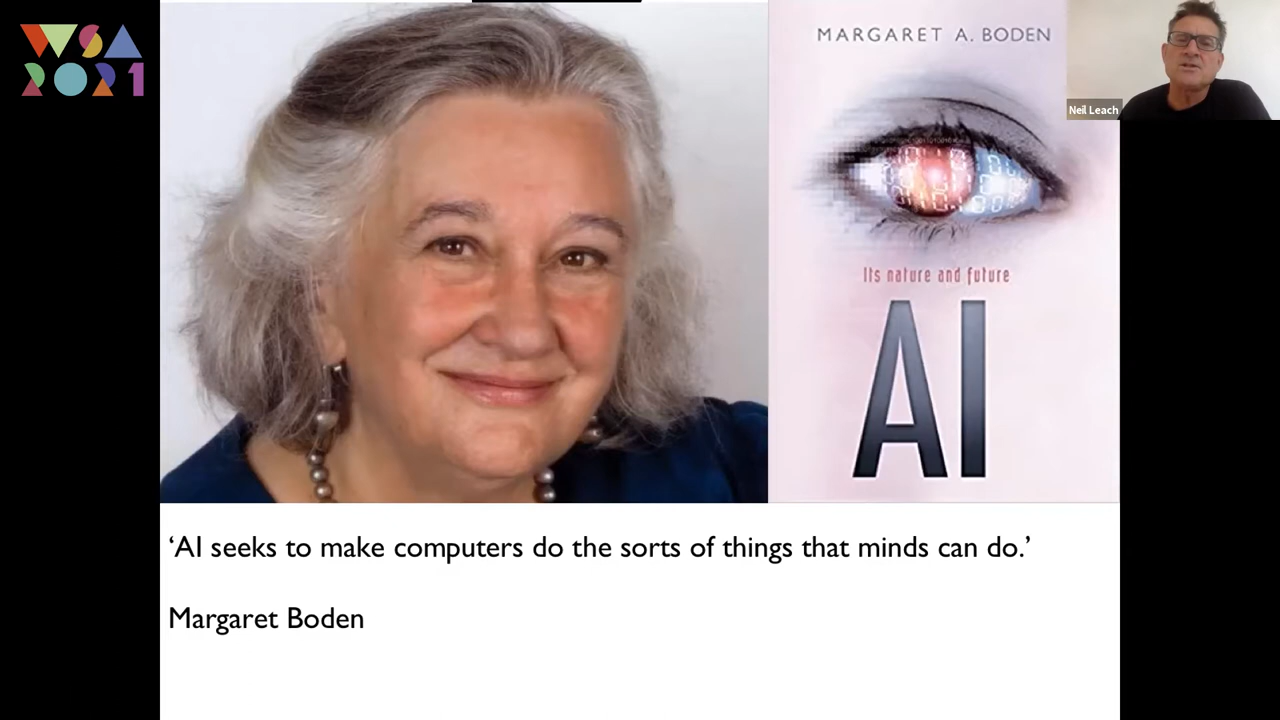 WSA
2021
MARGARET A. BODEN
Neil Leach
Its nature and future
AI
‘AI seeks to make computers do the sorts of things that minds can do.’
Margaret Boden